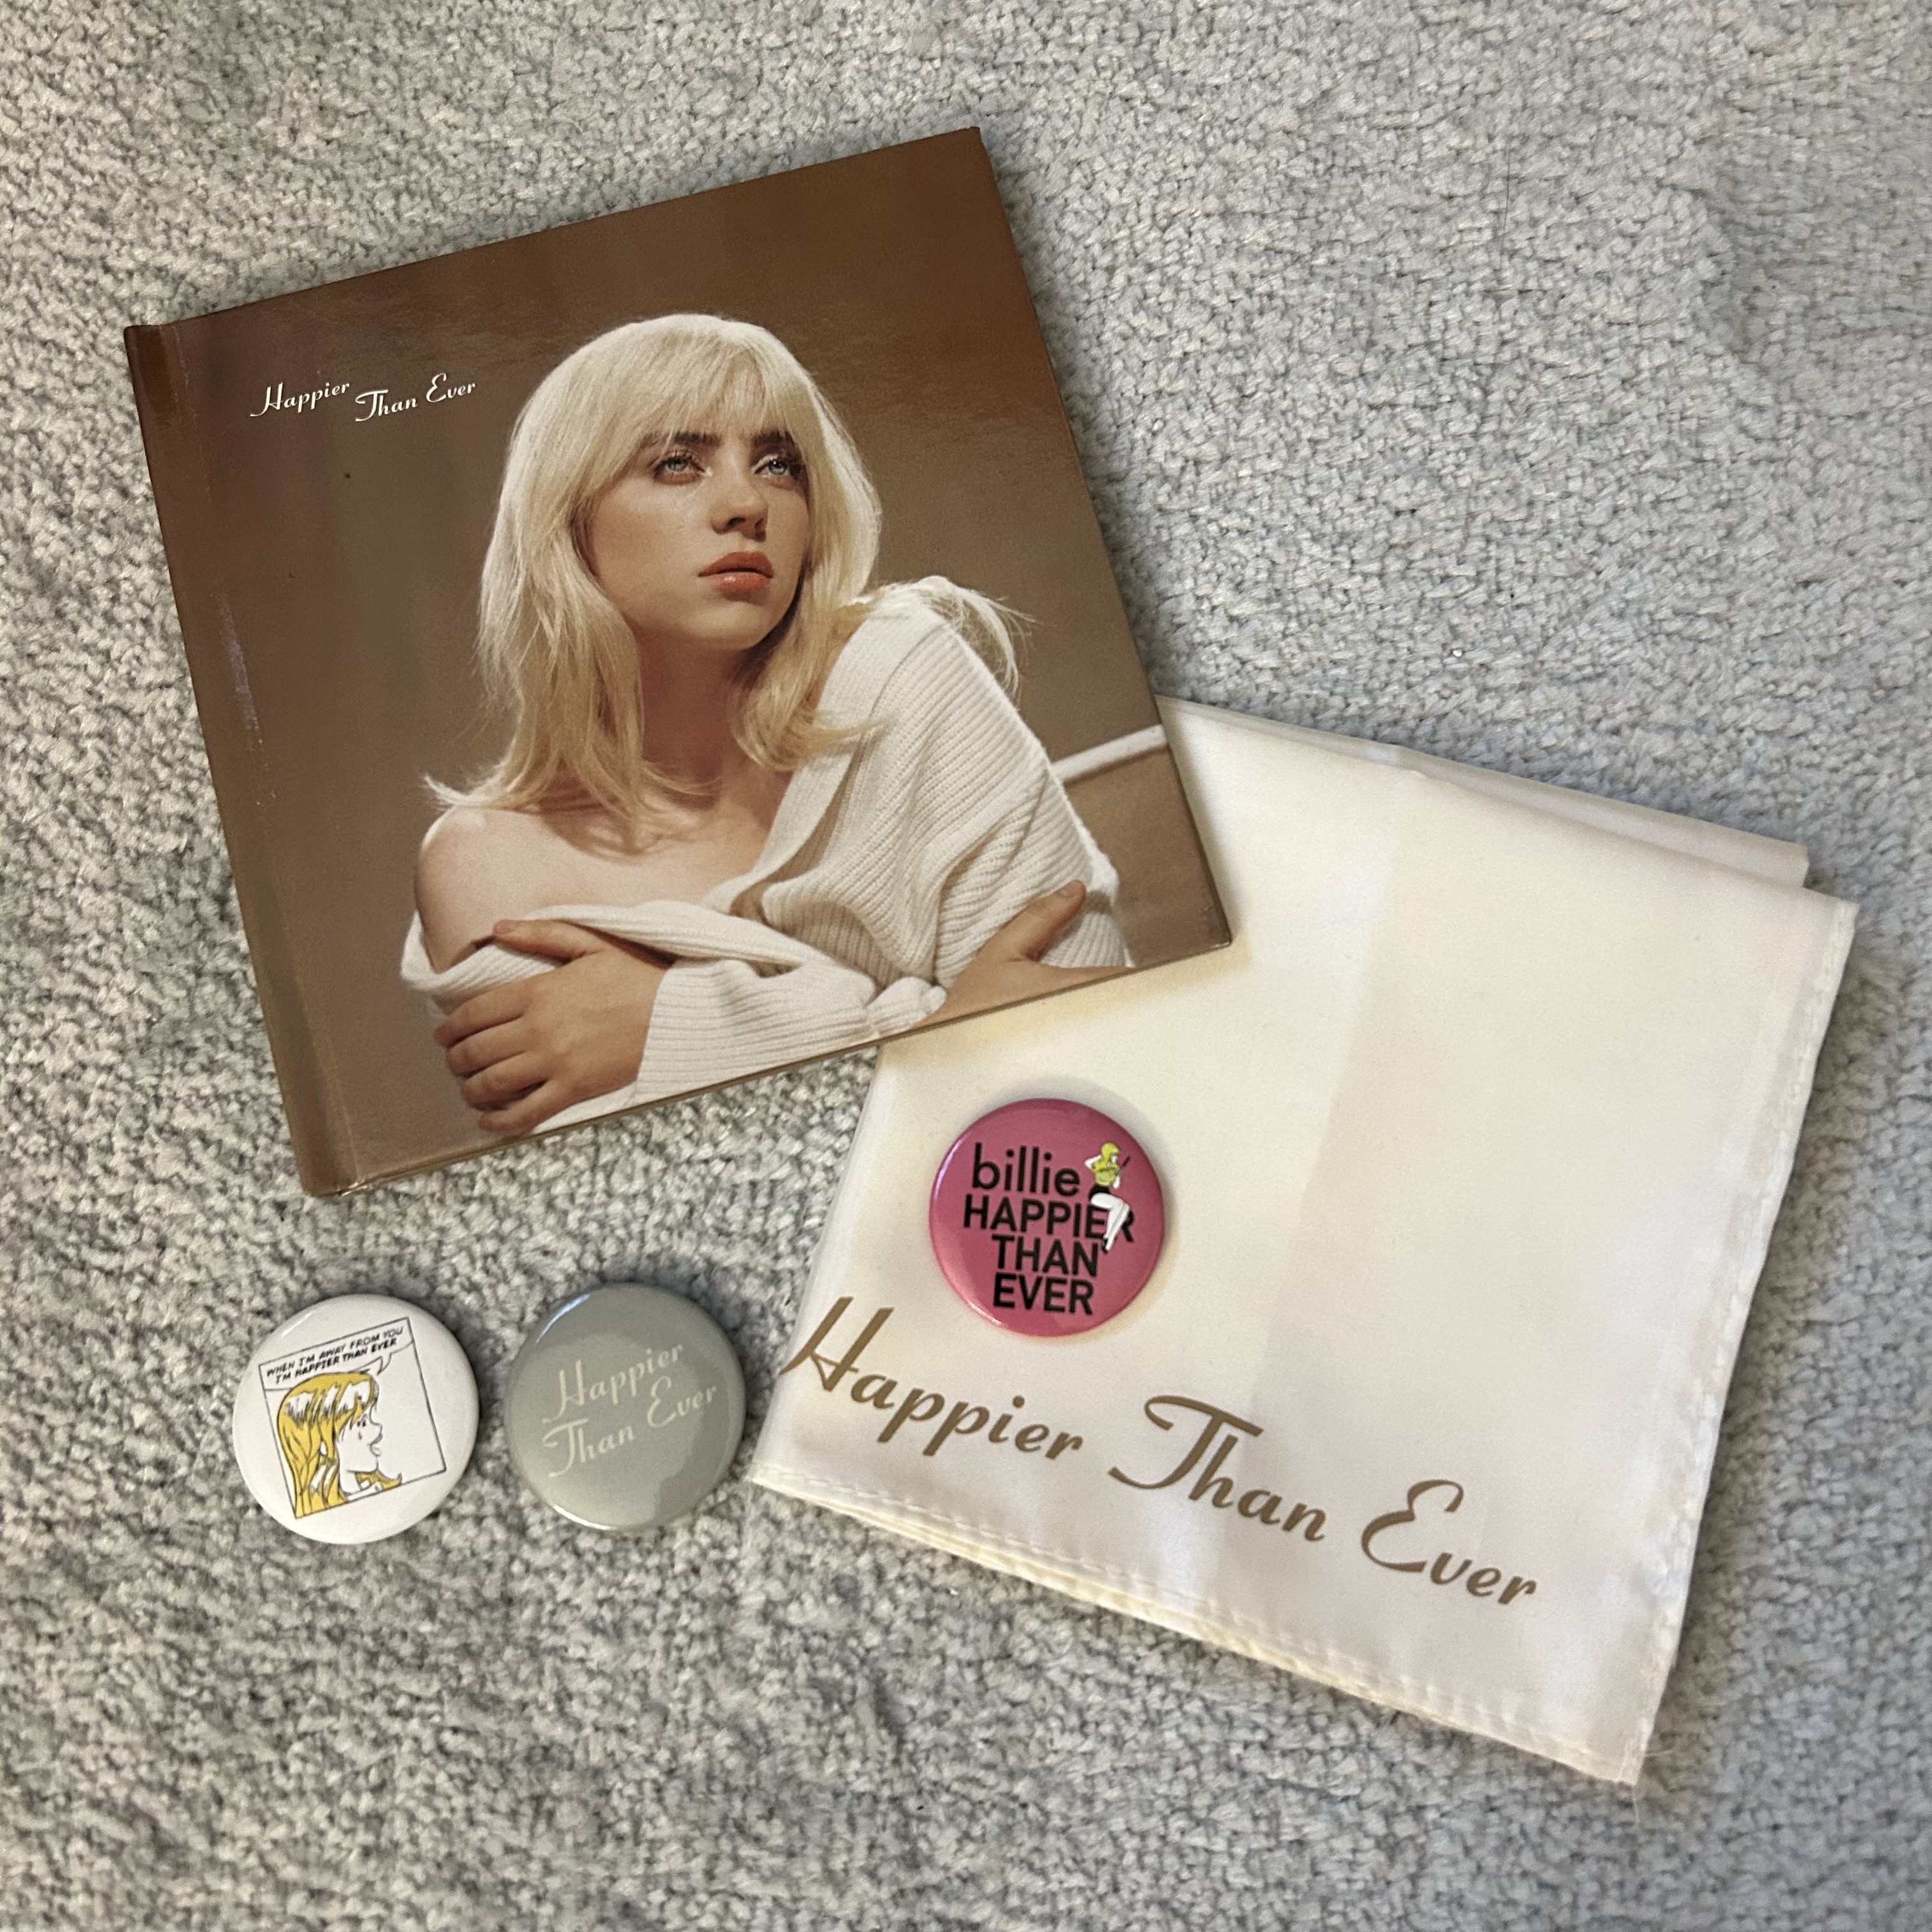 Happier Than Ever
billie
HAPPIER
THAN
EVER
WHEN I'M AWAY FROM YOU
I'M HAPPIER THAN EVER
Happier
Than Ever
Happier Than Ever